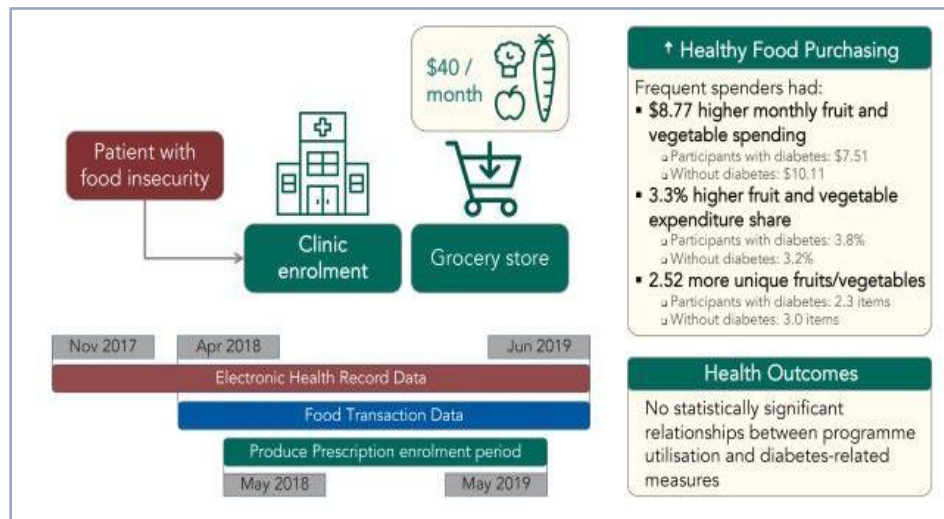 $40 /
month
Patient with
food insecurity
Clinic
enrolment
Grocery store
Nov 2017
Apr 2018
Jun 2019
Electronic Health Record Data
Food Transaction Data
Produce Prescription enrolment period
May 2018
May 2019
↑ Healthy Food Purchasing
Frequent spenders had:
▪ $8.77 higher monthly fruit and
vegetable spending
❑ Participants with diabetes: $7.51
❑ Without diabetes: $10.11
▪ 3.3% higher fruit and vegetable
expenditure share
❑ Participants with diabetes: 3.8%
❑ Without diabetes: 3.2%
▪ 2.52 more unique fruits/vegetables
❑ Participants with diabetes: 2.3 items
❑ Without diabetes: 3.0 items
Health Outcomes
No statistically significant
relationships between programme
utilisation and diabetes-related
measures